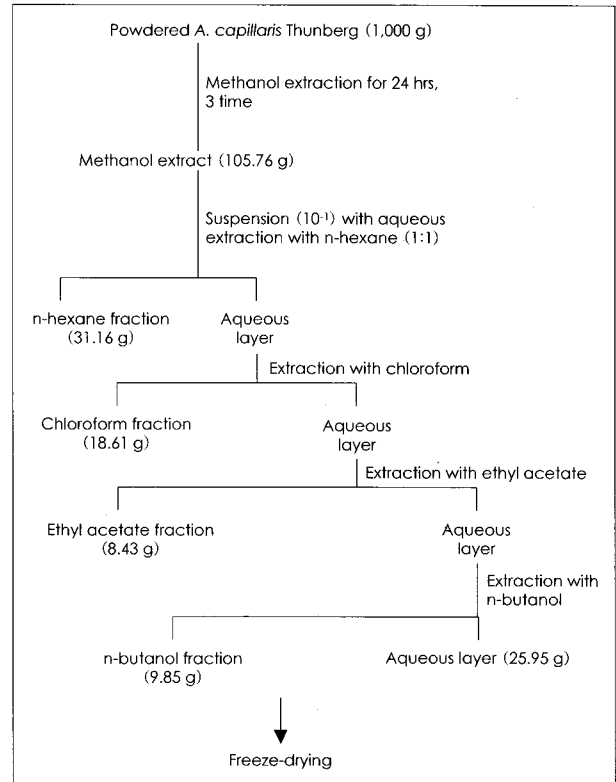 Powdered A. capillaris Thunberg (1,000 g)
Methanol extraction for 24 hrs,
3 time
Methanol extract (105.76 g)
Suspension (10-1) with aqueous
extraction with n-hexane (1:1)
n-hexane fraction
(31.16 g)
Aqueous
layer
Extraction with chloroform
Chloroform fraction
(18.61 g)
Aqueous
layer
Extraction with ethyl acetate
Ethyl acetate fraction
(8.43 g)
Aqueous
layer
Extraction with
n-butanol
n-butanol fraction
(9.85 g)
Aqueous layer (25.95 g)
Freeze-drying